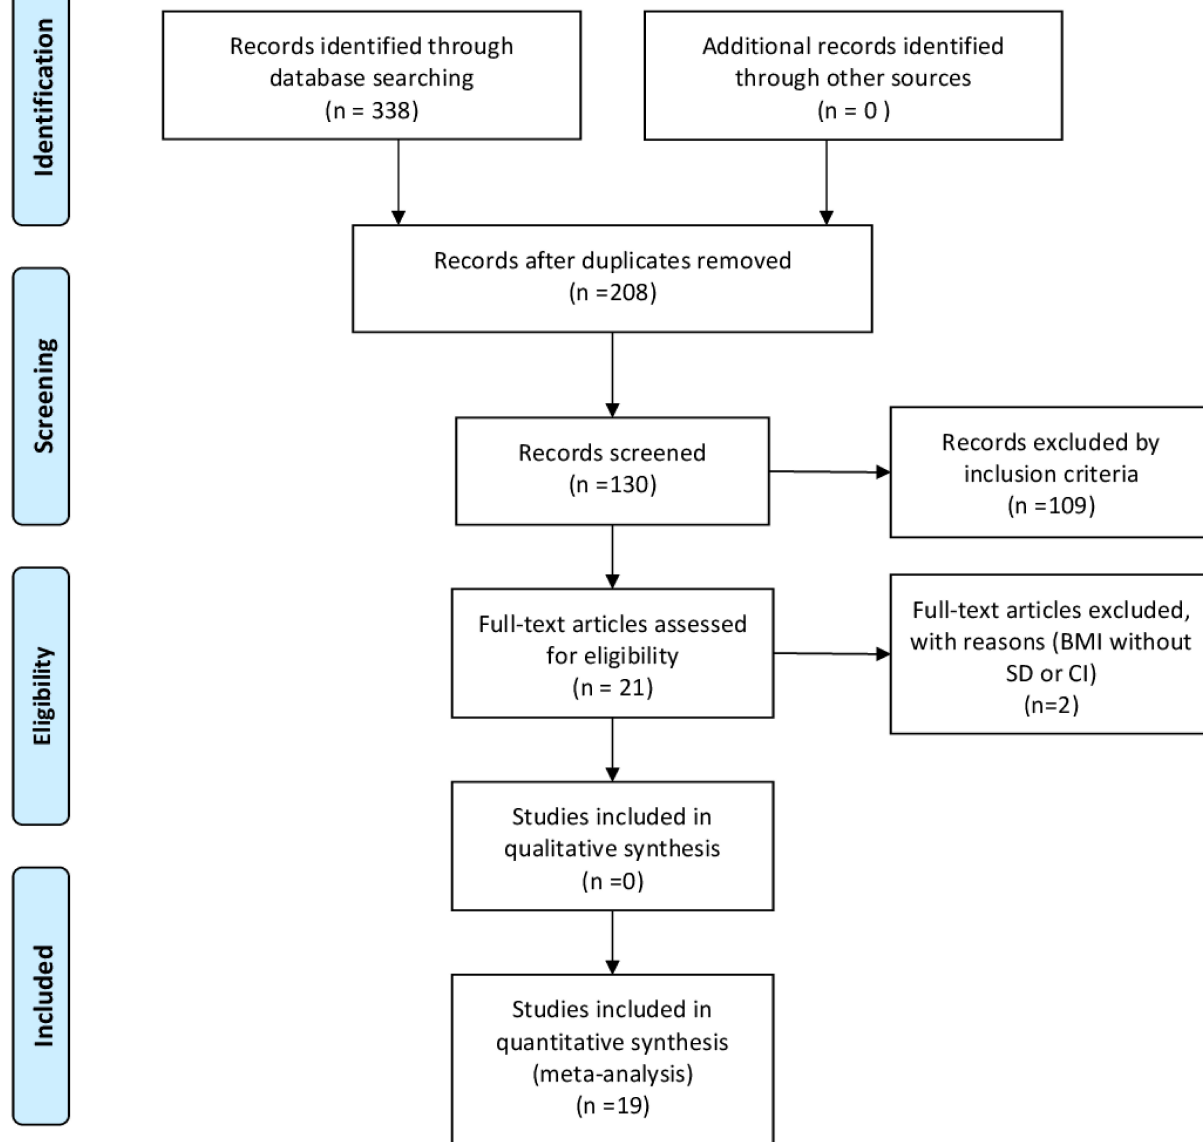 Identification
Records identified through
database searching
(n = 338)
Additional records identified
through other sources
(n = 0 )
Records after duplicates removed
(n =208)
Screening
Records screened
(n =130)
Records excluded by
inclusion criteria
(n =109)
Eligibility
Full-text articles assessed
for eligibility
(n = 21)
Full-text articles excluded,
with reasons (BMI without
SD or CI)
(n=2)
Studies included in
qualitative synthesis
(n =0)
Included
Studies included in
quantitative synthesis
(meta-analysis)
(n =19)